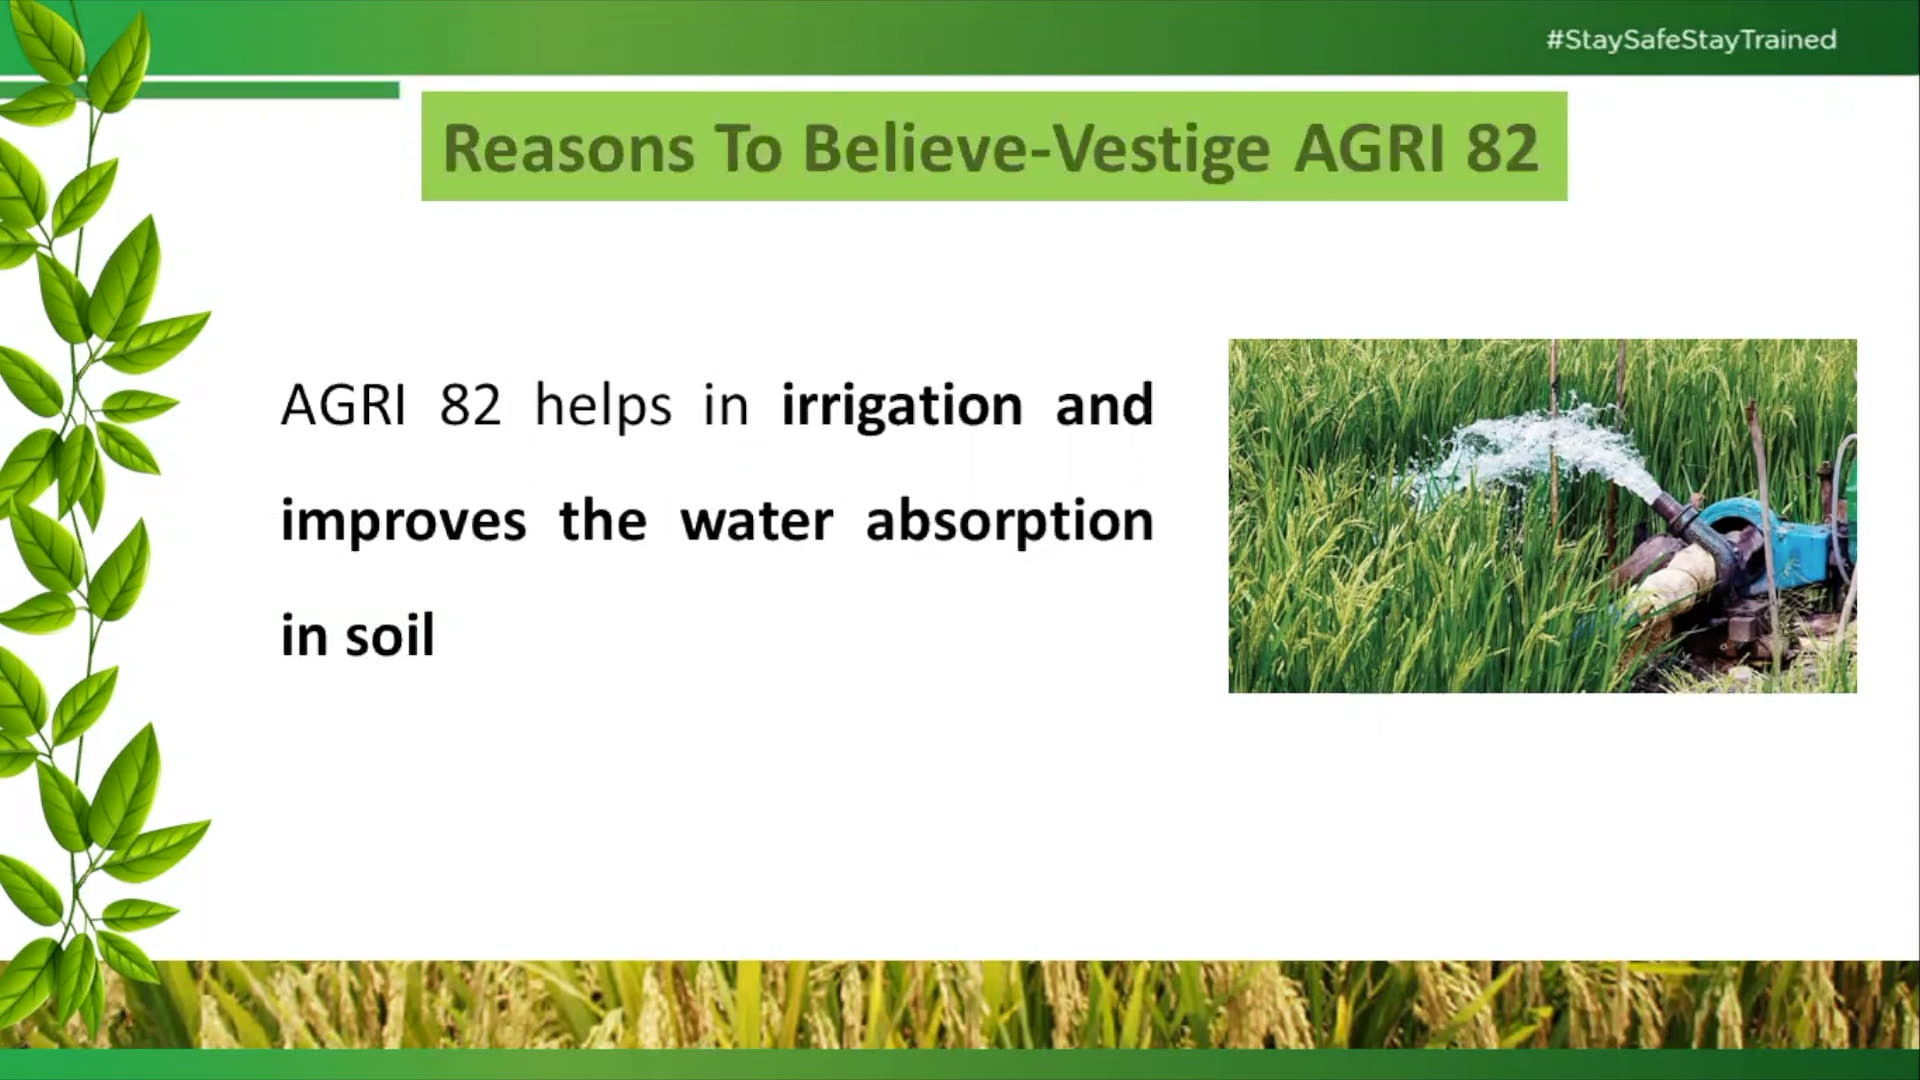 #StaySafeStayTrained
Reasons To Believe-Vestige AGRI 82
AGRI 82 helps in irrigation and
improves the water absorption
in soil